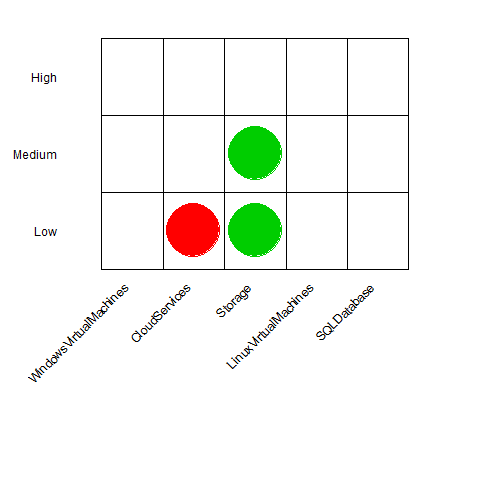 High
Medium
Low
WindowsVirtualMachines
CloudServices
Storage
LinuxVirtualMachines
SQLDatabase